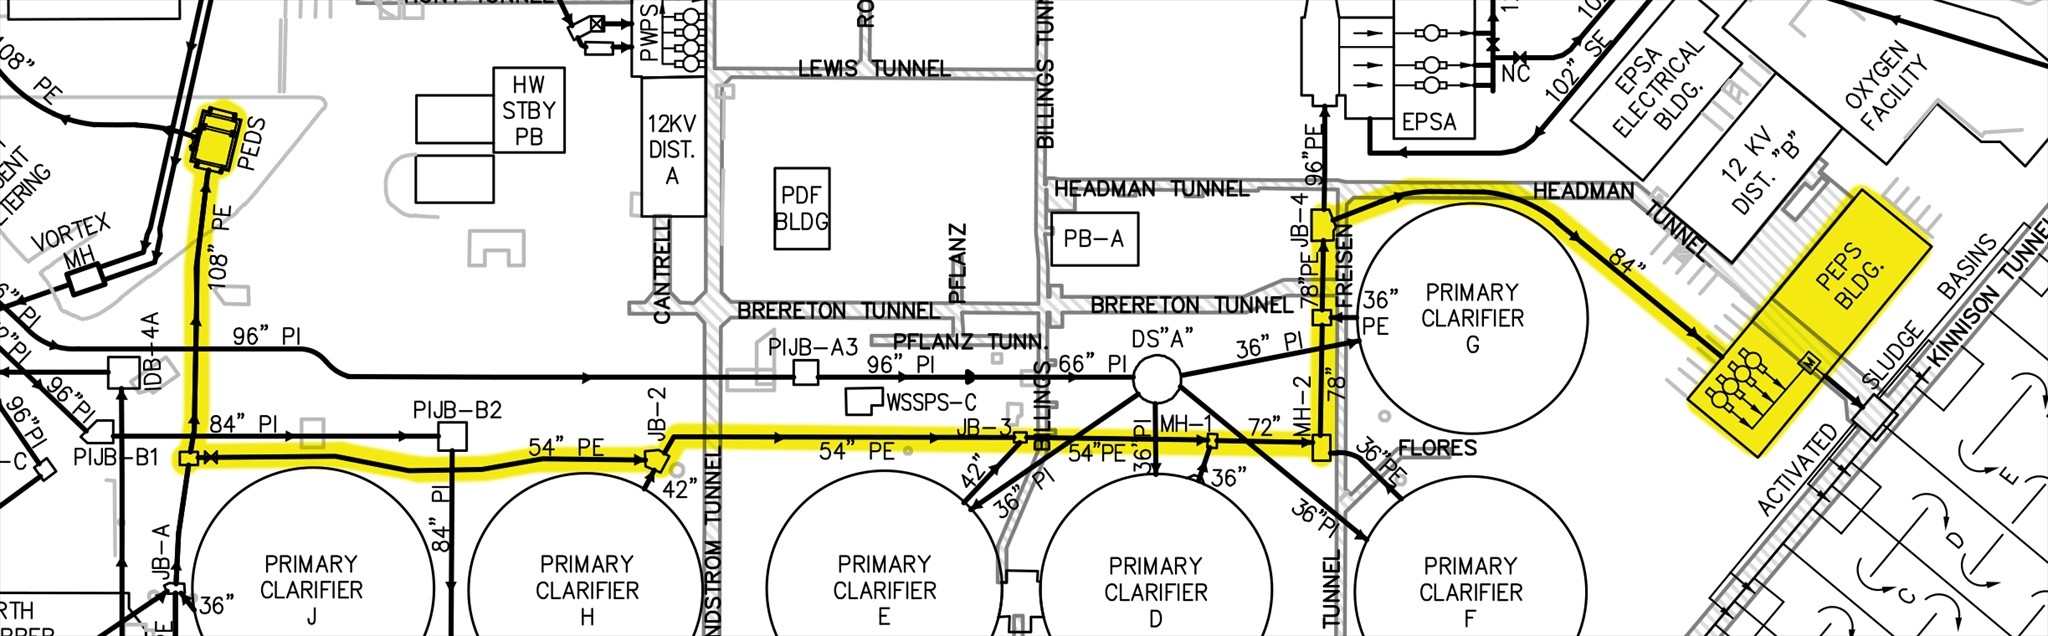 HUNT TUNNEL
108" PE
PEDS
VORTEX
MH
108" PE
HW
STBY
PB
PWPS
12KV
DIST.
A
LEWIS TUNNEL
BILLINGS TUNN
PDF
BLDG
PFLANZ
CANTRELL
BRERETON TUNNEL
PFLANZ TUNN.
HEADMAN TUNNEL
PB-A
BRERETON TUNNEL
96"PE
JB-4
78"PE
FREISEN
EPSA
NC
102" SE
EPSA
ELECTRICAL
BLDG.
12 KV
DIST.
"B"
OXYGEN
FACILITY
HEADMAN
TUNNEL
84"
PEPS
BLDG.
M
BASINS
SLUDGE
ACTIVATED
KINNISON TUNNEL
E
D
C
36"
PE
PRIMARY
CLARIFIER
G
IDB-4A
96" PI
96"PI
96"PI
PIJB-B1
84" PI
PIJB-B2
54" PE
JB-2
42"
84" PI
PIJB-A3
96" PI
WSSPS-C
66" PI
DS"A"
36" PI
54" PE
JB-3
BILLINGS
42"
36" PI
54"PE
36"PI
MH-1
72"
36"
MH-2
78"
36"PI
36"PE
FLORES
TUNNEL
NDSTROM TUNNEL
JB-A
36"
PE
PRIMARY
CLARIFIER
J
PRIMARY
CLARIFIER
H
PRIMARY
CLARIFIER
E
PRIMARY
CLARIFIER
D
PRIMARY
CLARIFIER
F